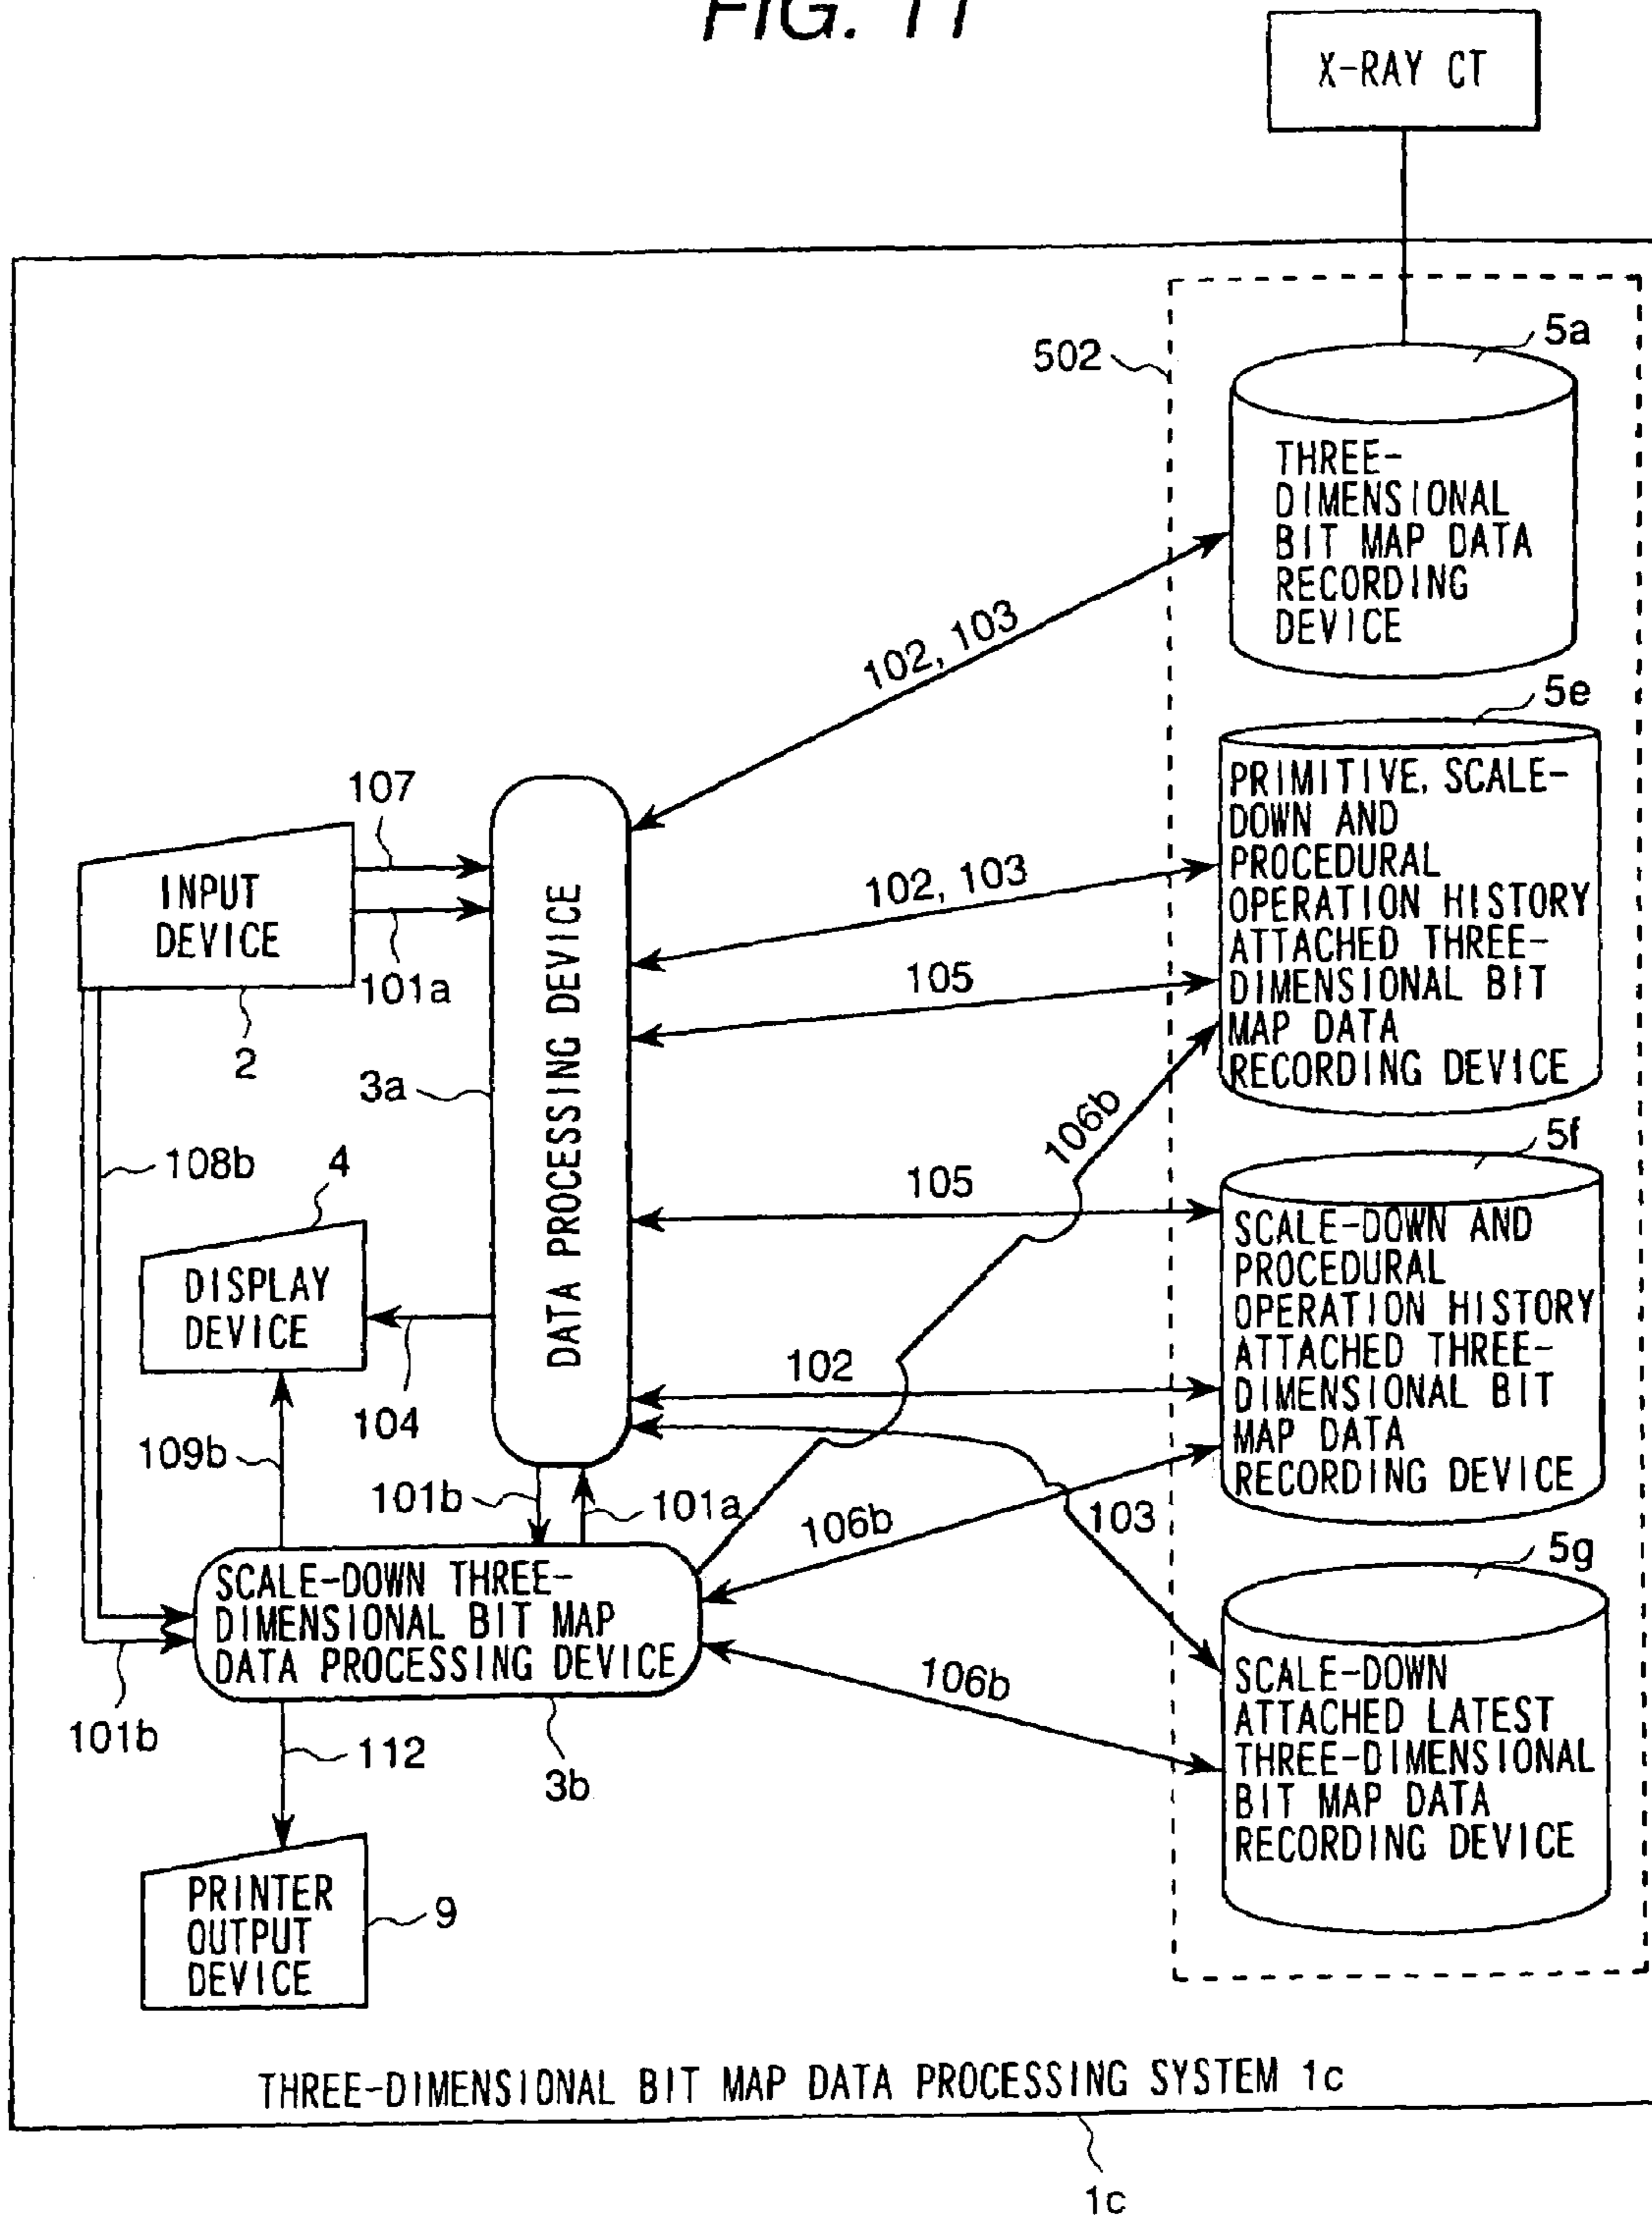 FIG. 11
X-RAY CT
502
5a
THREE-
DIMENSIONAL
BIT MAP DATA
RECORDING
DEVICE
102, 103
5e
PRIMITIVE, SCALE-
DOWN AND
PROCEDURAL
OPERATION HISTORY
ATTACHED THREE-
DIMENSIONAL BIT
MAP DATA
RECORDING DEVICE
107
INPUT
DEVICE
101a
2
DATA PROCESSING DEVICE
3a
102, 103
105
106b
108b
4
DISPLAY
DEVICE
104
109b
105
5f
SCALE-DOWN AND
PROCEDURAL
OPERATION HISTORY
ATTACHED THREE-
DIMENSIONAL BIT
MAP DATA
RECORDING DEVICE
102
101b
101a
106b
103
SCALE-DOWN THREE-
DIMENSIONAL BIT MAP
DATA PROCESSING DEVICE
101b
112
3b
106b
5g
SCALE-DOWN
ATTACHED LATEST
THREE-DIMENSIONAL
BIT MAP DATA
RECORDING DEVICE
PRINTER
OUTPUT
DEVICE
9
THREE-DIMENSIONAL BIT MAP DATA PROCESSING SYSTEM 1c
1c